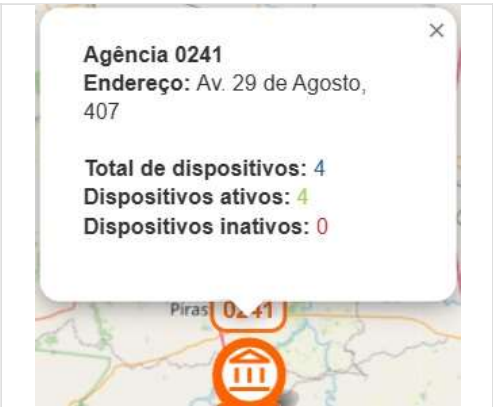 ×
Agência 0241
Endereço: Av. 29 de Agosto,
407
Total de dispositivos: 4
Dispositivos ativos: 4
Dispositivos inativos: 0
Piras
0241